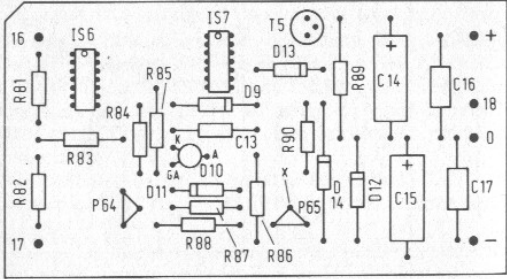 IS7
T5
16
IS6
+
D13
R85
R89
C14
C16
R81
R84
D9
18
K
C13
R90
0
R83
A
D10
GA
X
R82
D11
D
14
D12
C15
C17
P64
P65
R87
R86
R88
17
−